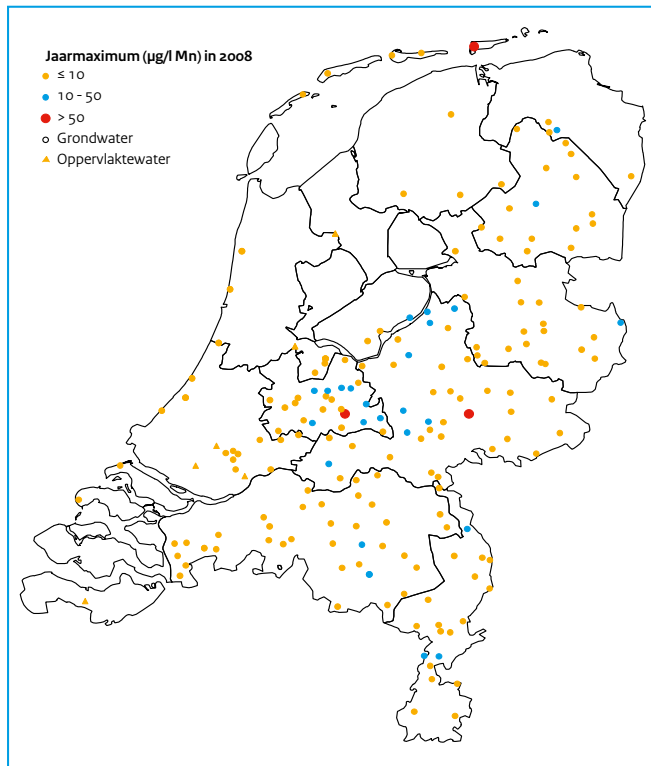 Jaarmaximum (µg/l Mn) in 2008
≤ 10
10 - 50
> 50
Grondwater
Oppervlaktewater